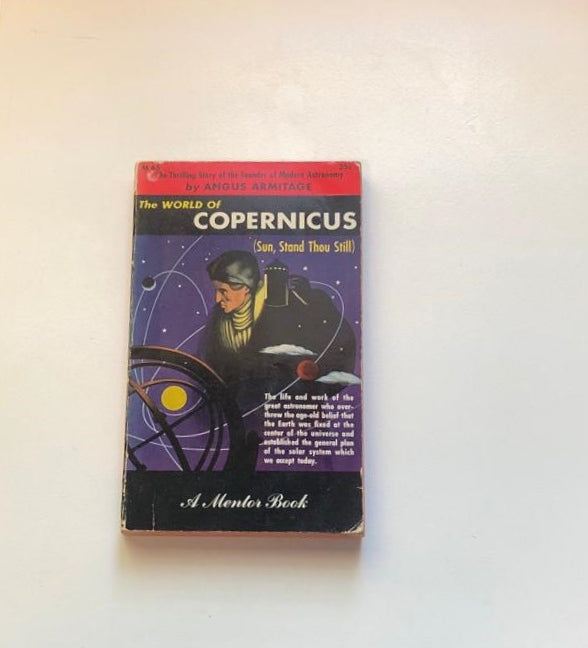 M 65 35c
The Thrilling Story of the Founder of Modern Astronomy
by ANGUS ARMITAGE
The WORLD Of
COPERNICUS
(Sun, Stand Thou Still)
The life and work of the
great astronomer who over-
threw the age-old belief that
the Earth was fixed at the
center of the universe and
established the general plan
of the solar system which
we accept today.
A Mentor Book